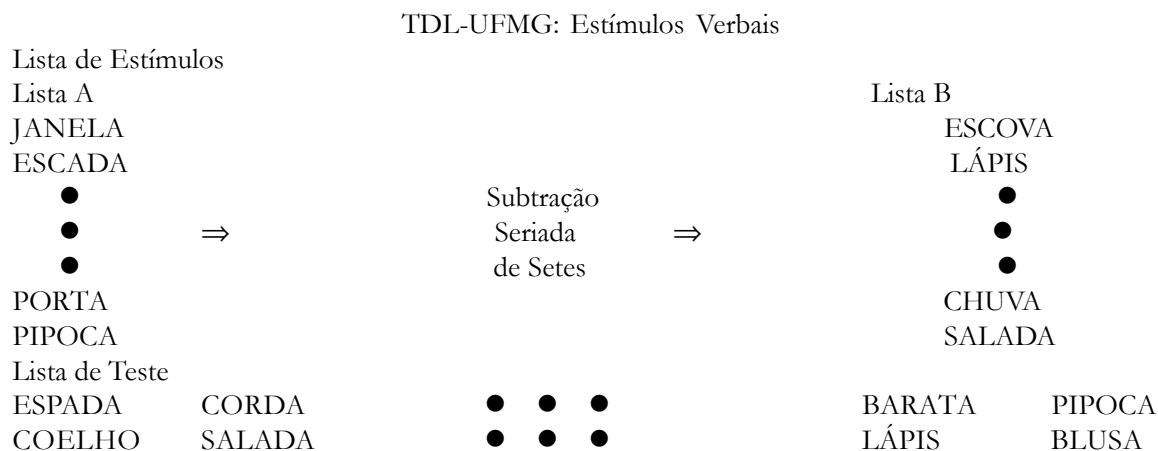 TDL-UFMG: Estímulos Verbais
Lista de Estímulos
Lista A Lista B
JANELA ESCOVA
ESCADA LÁPIS
● Subtração ●
● ⇒ Seriada ⇒ ●
● de Setes ●
PORTA CHUVA
PIPOCA SALADA
Lista de Teste
ESPADA CORDA ● ● ● BARATA PIPOCA
COELHO SALADA ● ● ● LÁPIS BLUSA